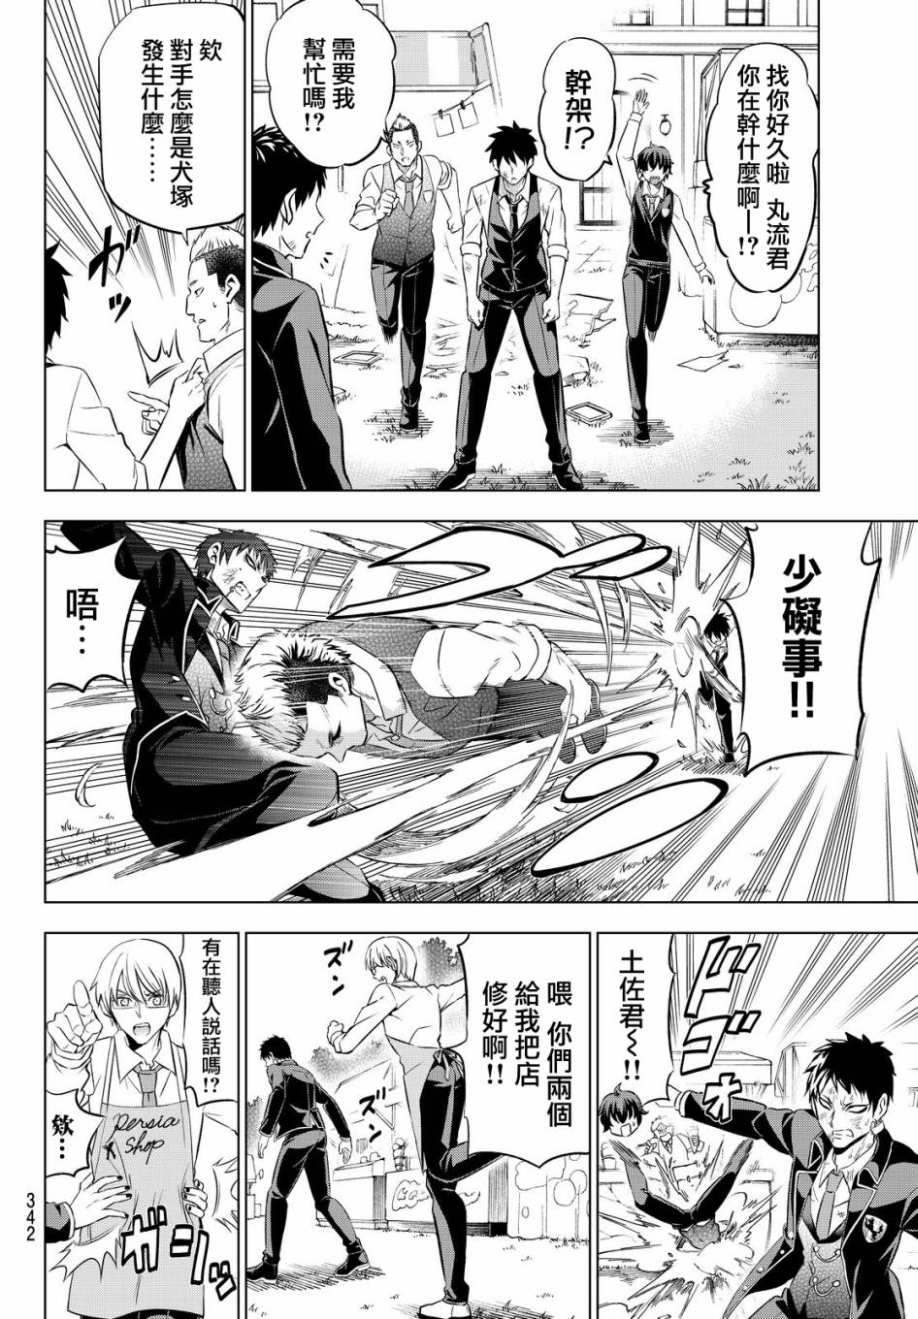 找你好久啦 丸流君
你在幹什麼啊—!?
幹架!?
需要我
幫忙嗎!?
欸
對手怎麼是犬塚
發生什麼……
ガッ
少礙事!!
唔…
土佐君~!!
ドドゴォ
喂 你們兩個
給我把店
修好啊!!
ズン
ズン
有在聽人說話嗎!?
欸…
Persia
Shop
ガシッ
342